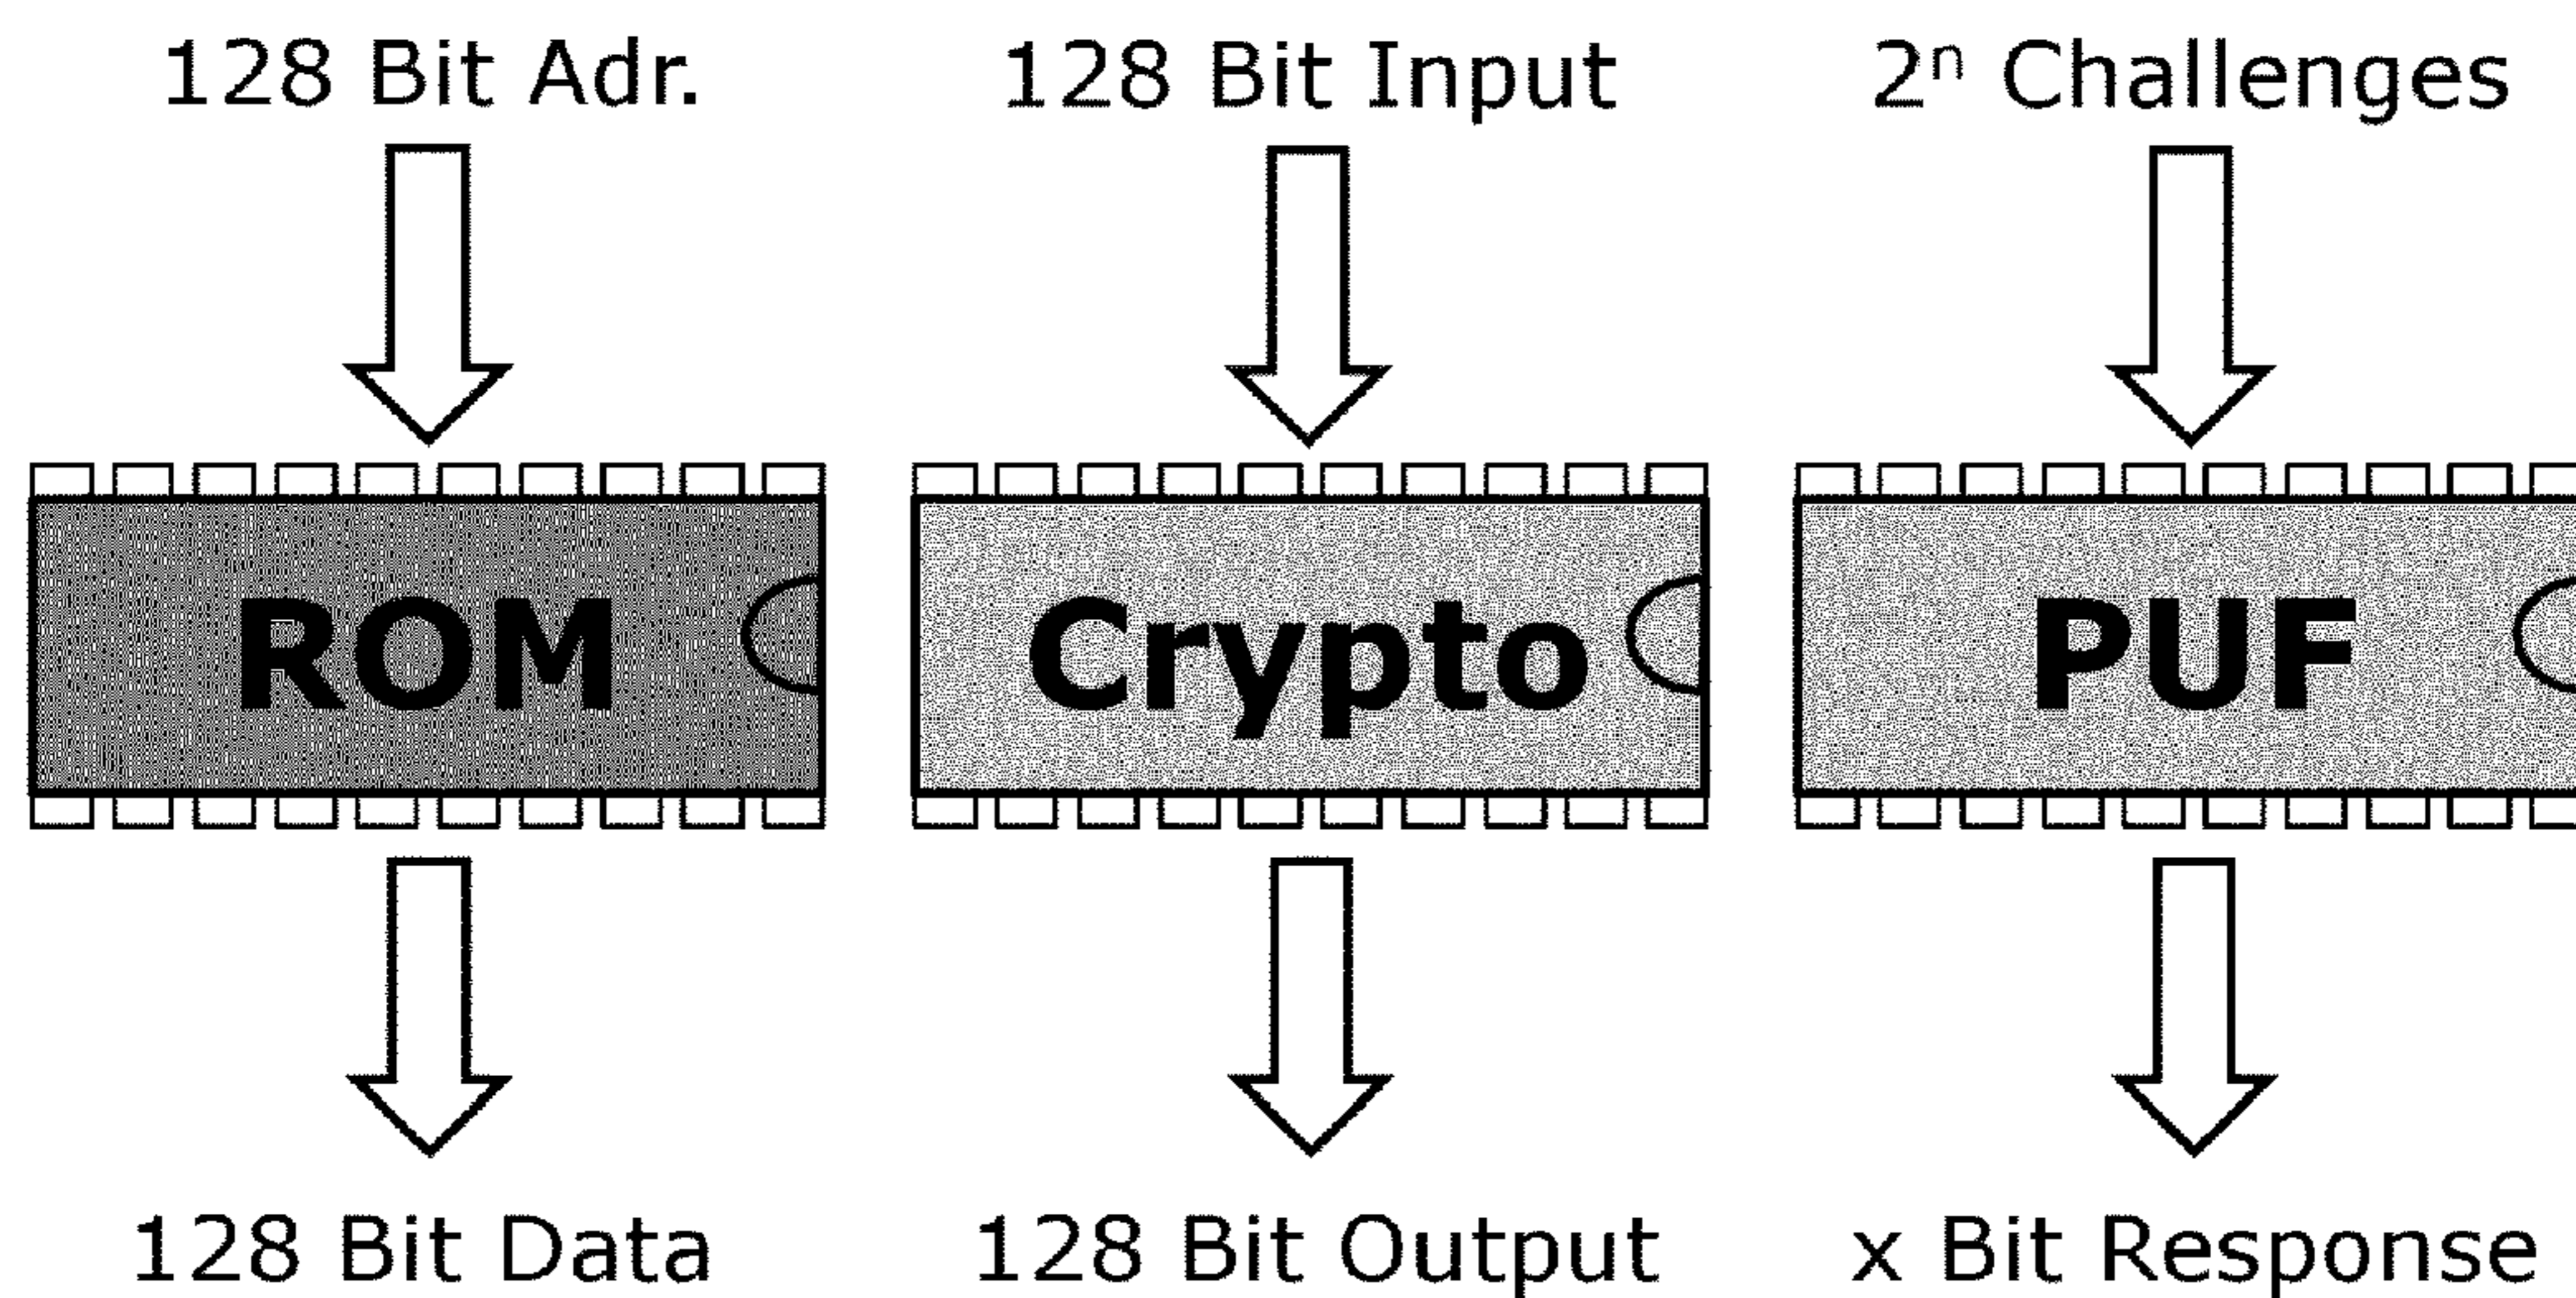 128 Bit Adr.
128 Bit Input
2ⁿ Challenges
ROM
Crypto
PUF
128 Bit Data
128 Bit Output
x Bit Response